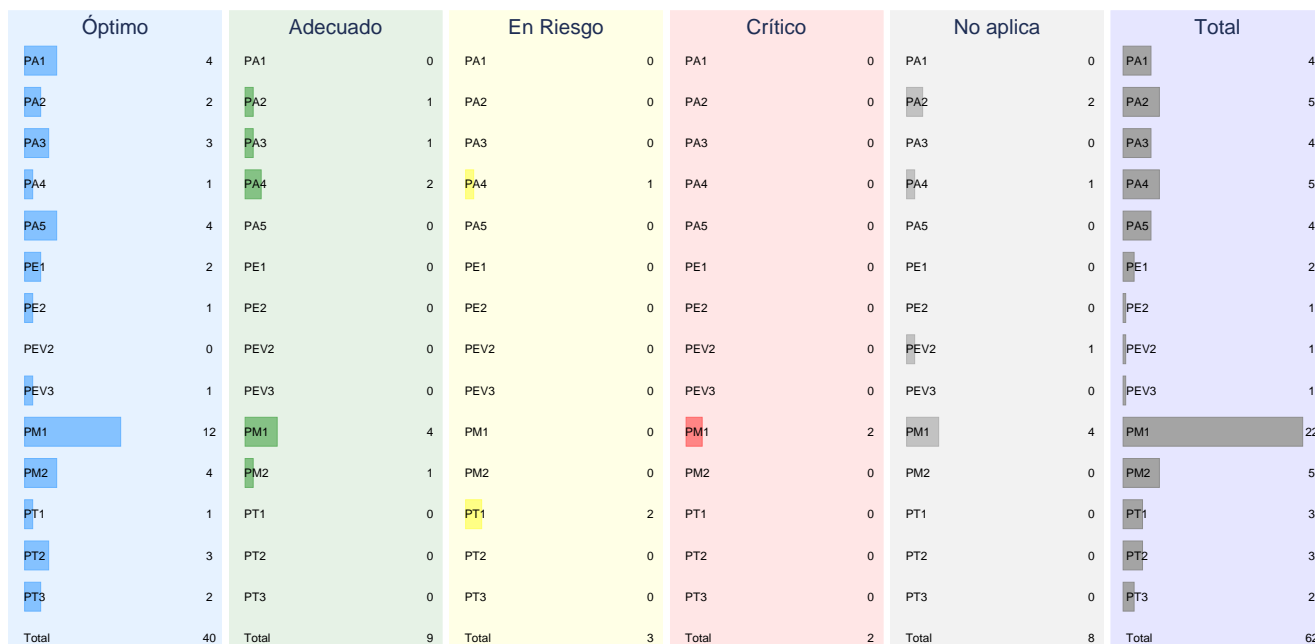 Óptimo Adecuado En Riesgo Crítico No aplica Total
PA1 4 PA1 0 PA1 0 PA1 0 PA1 0 PA1 4
PA2 2 PA2 1 PA2 0 PA2 0 PA2 2 PA2 5
PA3 3 PA3 1 PA3 0 PA3 0 PA3 0 PA3 4
PA4 1 PA4 2 PA4 1 PA4 0 PA4 1 PA4 5
PA5 4 PA5 0 PA5 0 PA5 0 PA5 0 PA5 4
PE1 2 PE1 0 PE1 0 PE1 0 PE1 0 PE1 2
PE2 1 PE2 0 PE2 0 PE2 0 PE2 0 PE2 1
PEV2 0 PEV2 0 PEV2 0 PEV2 0 PEV2 1 PEV2 1
PEV3 1 PEV3 0 PEV3 0 PEV3 0 PEV3 0 PEV3 1
PM1 12 PM1 4 PM1 0 PM1 2 PM1 4 PM1 22
PM2 4 PM2 1 PM2 0 PM2 0 PM2 0 PM2 5
PT1 1 PT1 0 PT1 2 PT1 0 PT1 0 PT1 3
PT2 3 PT2 0 PT2 0 PT2 0 PT2 0 PT2 3
PT3 2 PT3 0 PT3 0 PT3 0 PT3 0 PT3 2
Total 40 Total 9 Total 3 Total 2 Total 8 Total 62